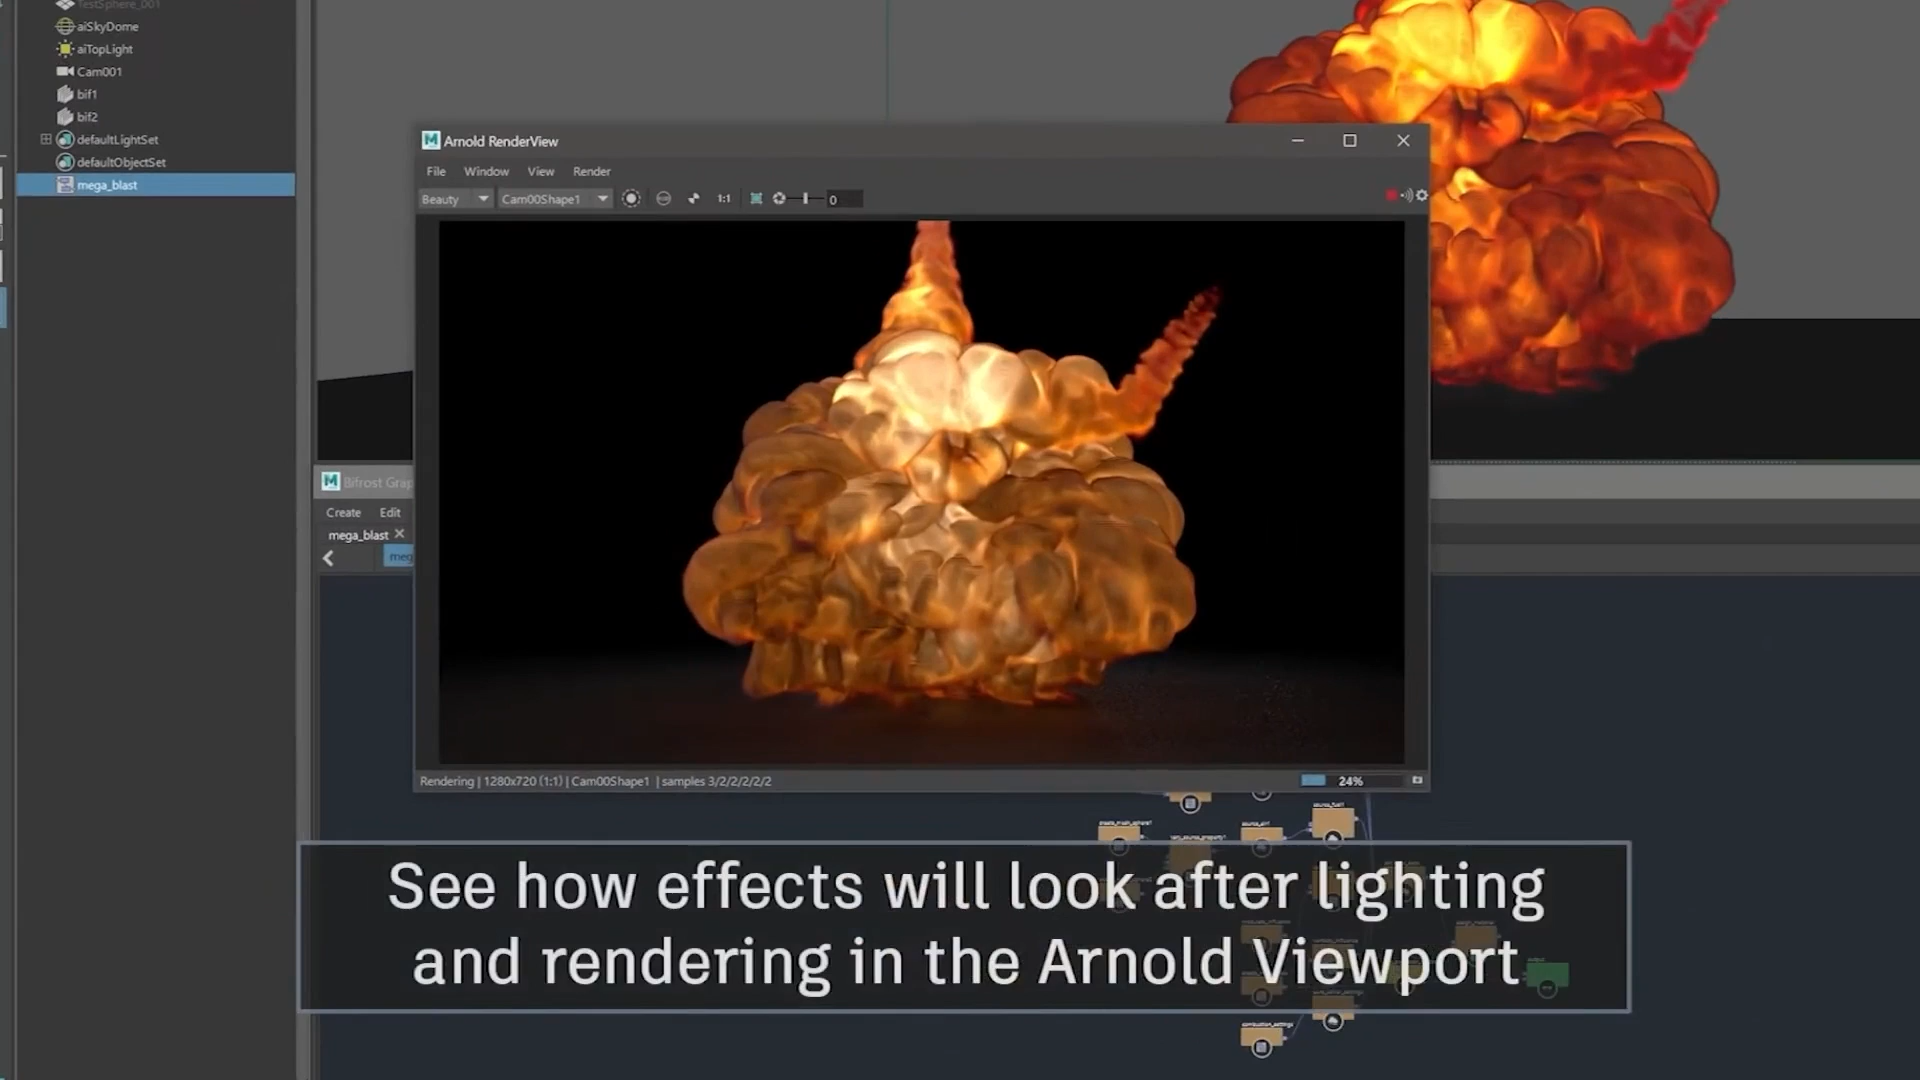 TestSphere_001
aiSkyDome
aiTopLight
Cam001
bif1
bif2
defaultLightSet
defaultObjectSet
mega_blast
Arnold RenderView
File Window View Render
Beauty Cam00Shape1 1:1 0
Rendering | 1280x720 (1:1) | Cam00Shape1 | samples 3/2/2/2/2/2 24%
Bifrost Grap
Create Edit
mega_blast
meg
See how effects will look after lighting
and rendering in the Arnold Viewport